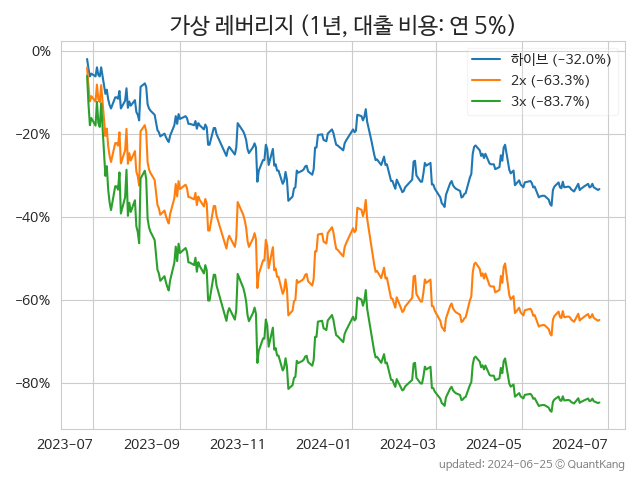 가상 레버리지 (1년, 대출 비용: 연 5%)
하이브 (−32.0%)
2x (−63.3%)
3x (−83.7%)
0%
−20%
−40%
−60%
−80%
2023-07 2023-09 2023-11 2024-01 2024-03 2024-05 2024-07
updated: 2024-06-25 © QuantKang